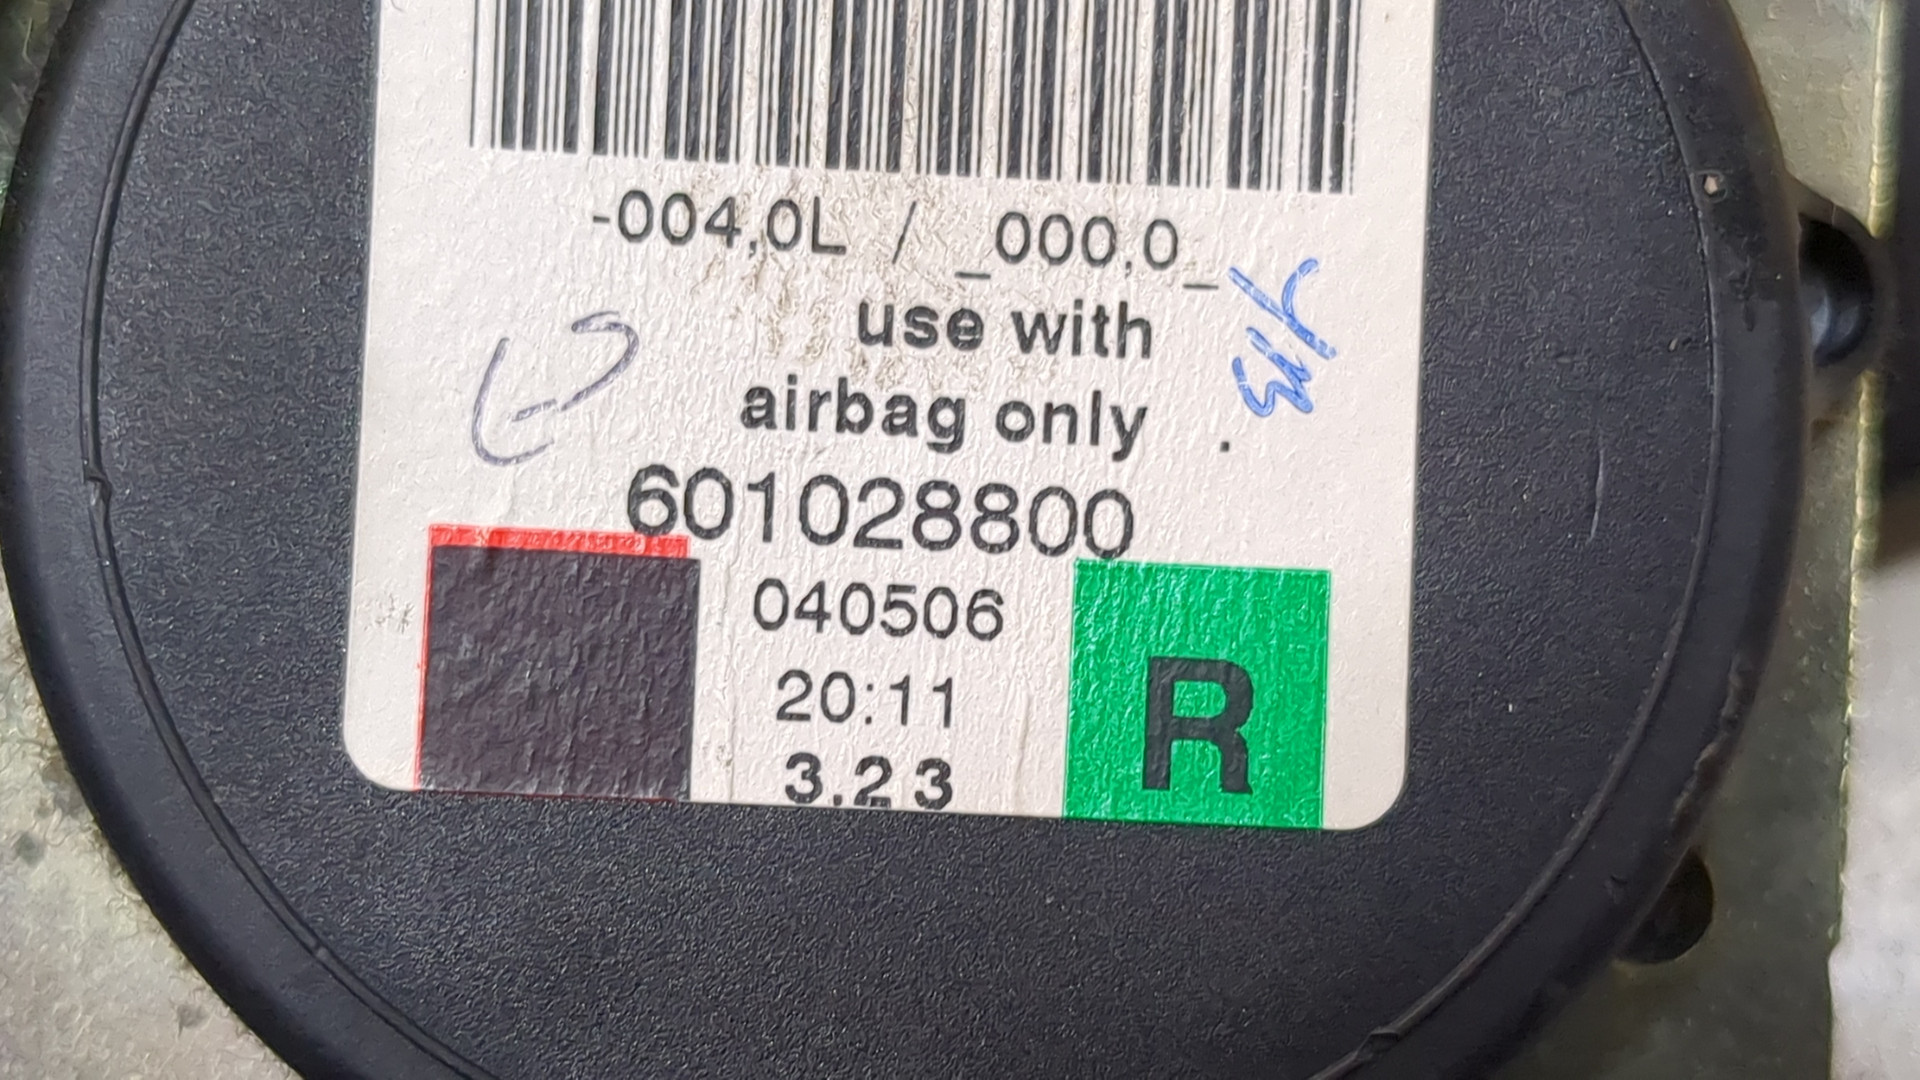 -004,0L / _000,0_
use with
airbag only .
601028800
040506
20:11
3.23
R